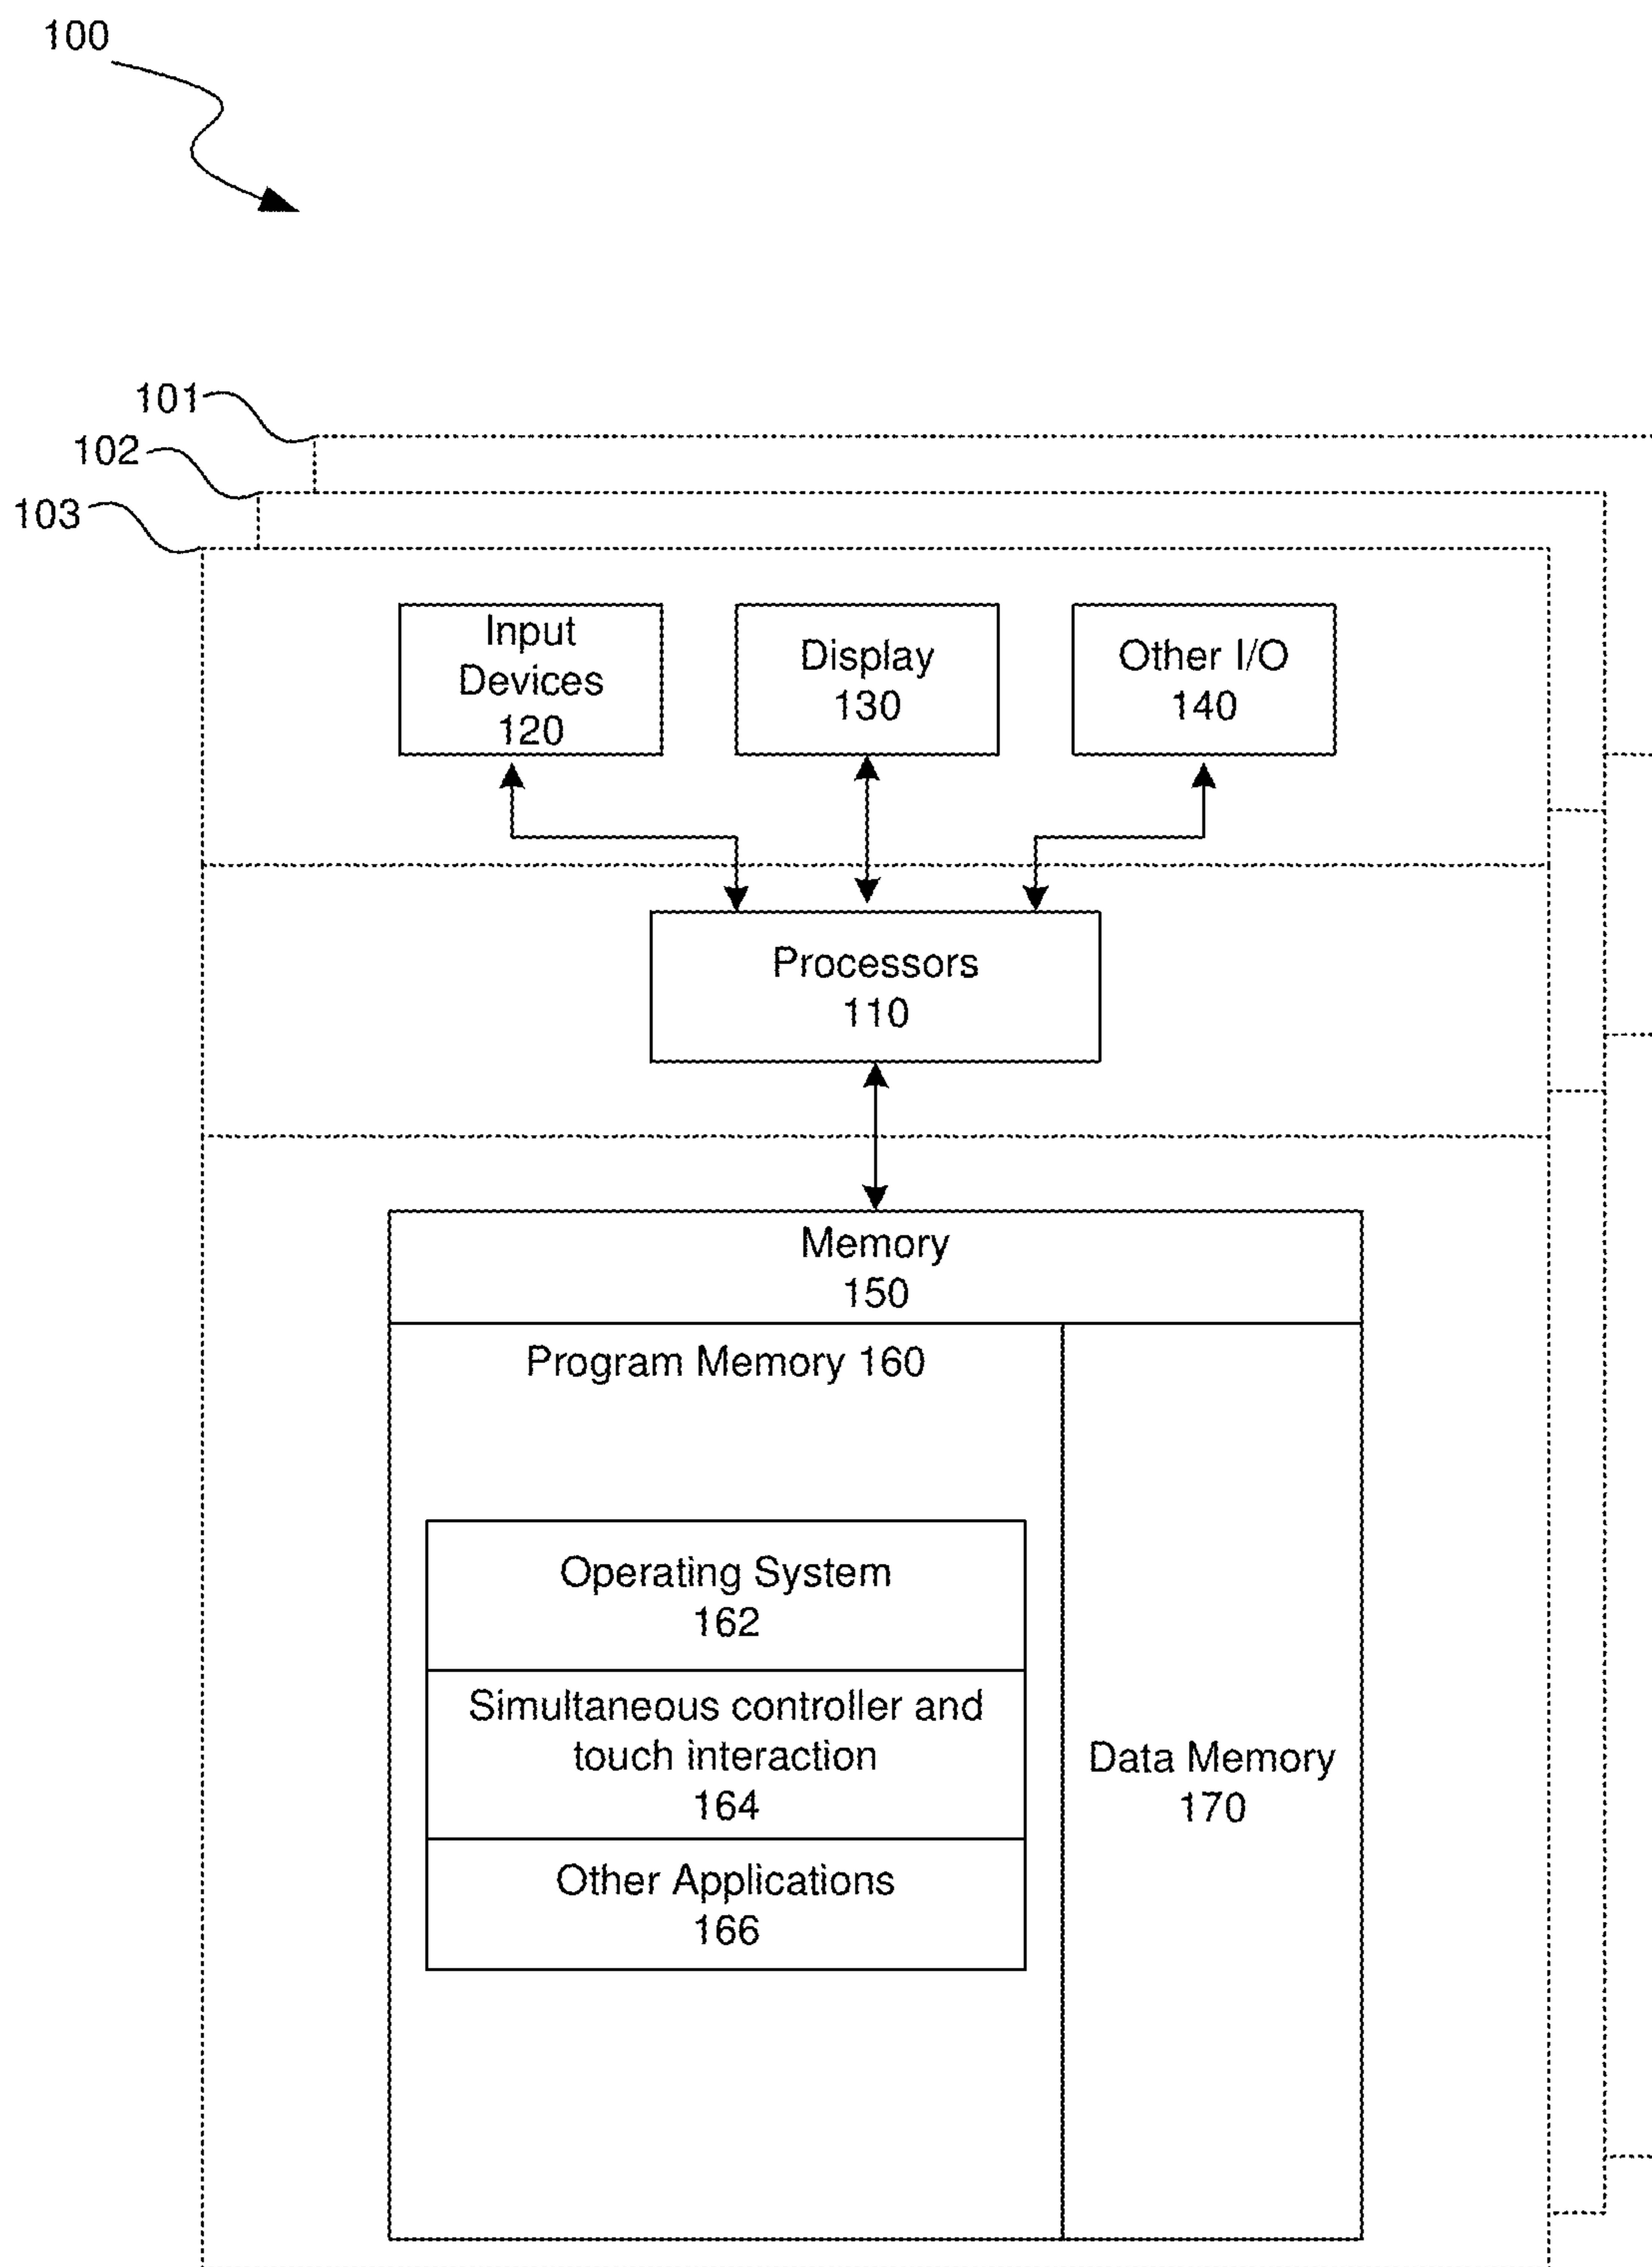 100
101
102
103
Input
Devices
120
Display
130
Other I/O
140
Processors
110
Memory
150
Program Memory 160
Operating System
162
Simultaneous controller and
touch interaction
164
Other Applications
166
Data Memory
170